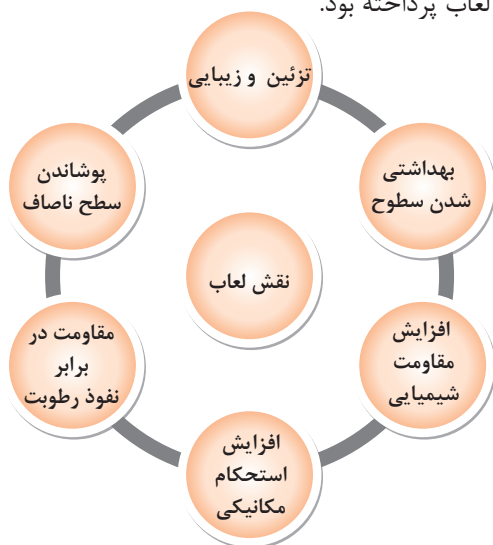 لعاب پرداخته بود.
تزئین و زیبایی
بهداشتی
شدن سطوح
افزایش
مقاومت
شیمیایی
افزایش
استحکام
مکانیکی
مقاومت در
برابر
نفوذ رطوبت
پوشاندن
سطح ناصاف
نقش لعاب